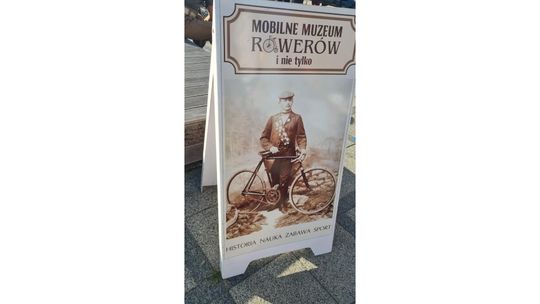 MOBILNE MUZEUM
ROWERÓW
i nie tylko
HISTORIA NAUKA ZABAWA SPORT